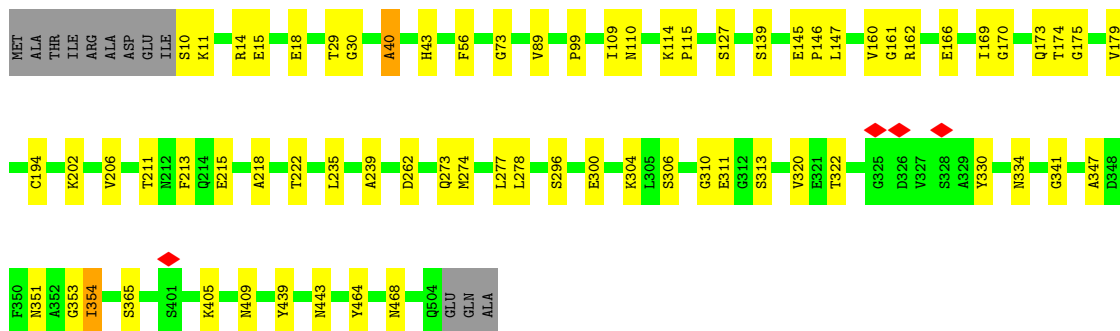 MET ALA THR ILE ARG ALA ASP GLU ILE S10 K11 R14 E15 E18 T29 G30 A40 H43 F56 G73 V89 P99 I109 N110 K114 P115 S127 S139 E145 P146 L147 V160 G161 R162 E166 I169 G170 Q173 T174 G175 V179
C194 K202 V206 T211 N212 F213 Q214 E215 A218 T222 L235 A239 D262 Q273 M274 L277 L278 S296 E300 K304 L305 S306 G310 E311 G312 S313 V320 E321 T322 G325 D326 V327 S328 A329 Y330 N334 G341 A347 D348
F350 N351 A352 G353 I354 S365 S401 K405 N409 Y439 N443 Y464 N468 Q504 GLU GLN ALA